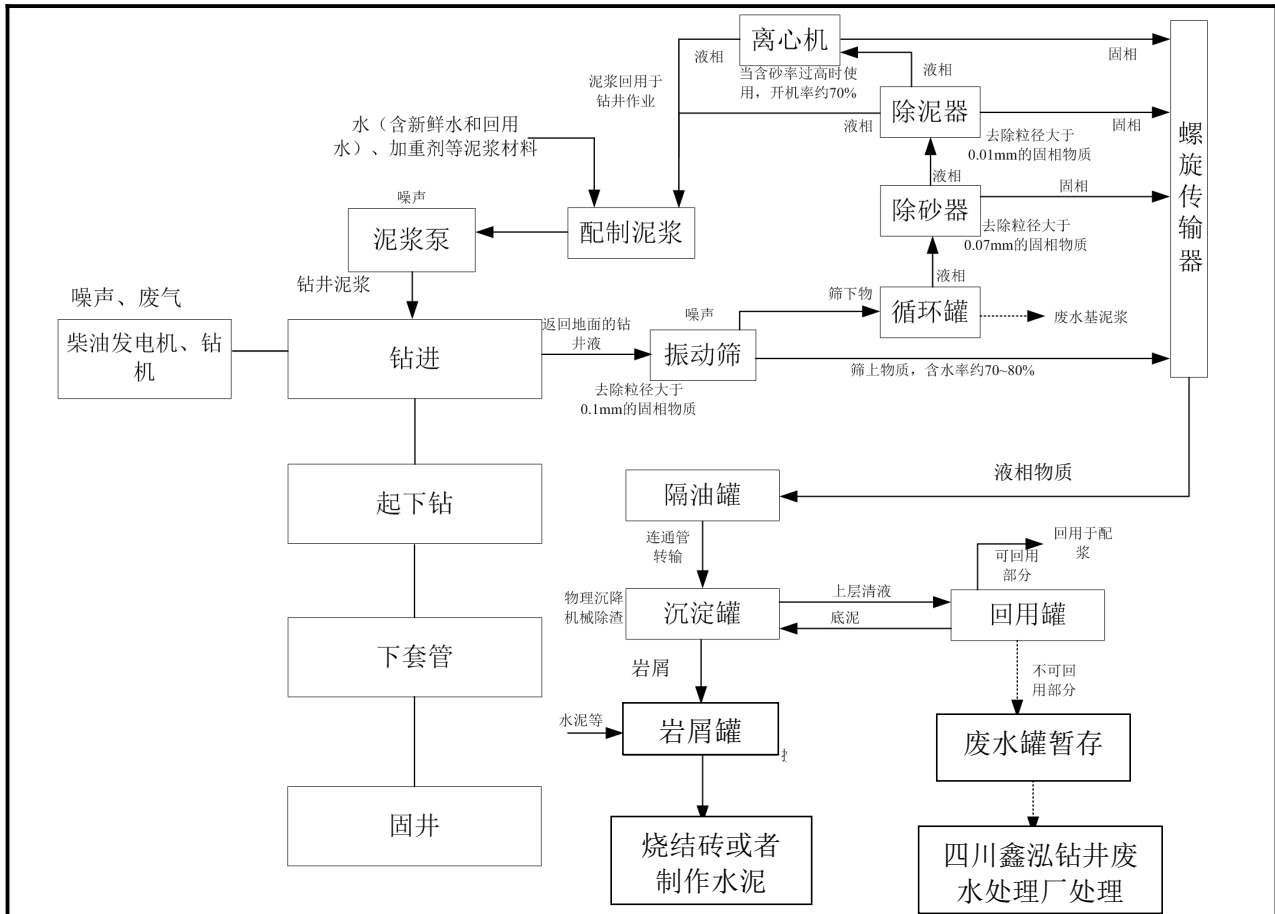 离心机
液相
固相
当含砂率过高时使
用，开机率约70%
液相
泥浆回用于
钻井作业
除泥器
液相
固相
去除粒径大于
0.01mm的固相物质
水（含新鲜水和回用
水）、加重剂等泥浆材料
液相
固相
螺旋传输器
噪声
泥浆泵
配制泥浆
除砂器
去除粒径大于
0.07mm的固相物质
钻井泥浆
液相
噪声、废气
柴油发电机、钻
机
钻进
返回地面的钻
井液
噪声
振动筛
筛下物
循环罐
废水基泥浆
筛上物质，含水率约70~80%
去除粒径大于
0.1mm的固相物质
起下钻
液相物质
隔油罐
连通管
转输
回用于配
浆
可回用
部分
物理沉降
机械除渣
沉淀罐
上层清液
底泥
回用罐
下套管
岩屑
不可回
用部分
水泥等
岩屑罐
废水罐暂存
固井
烧结砖或者
制作水泥
四川鑫泓钻井废
水处理厂处理